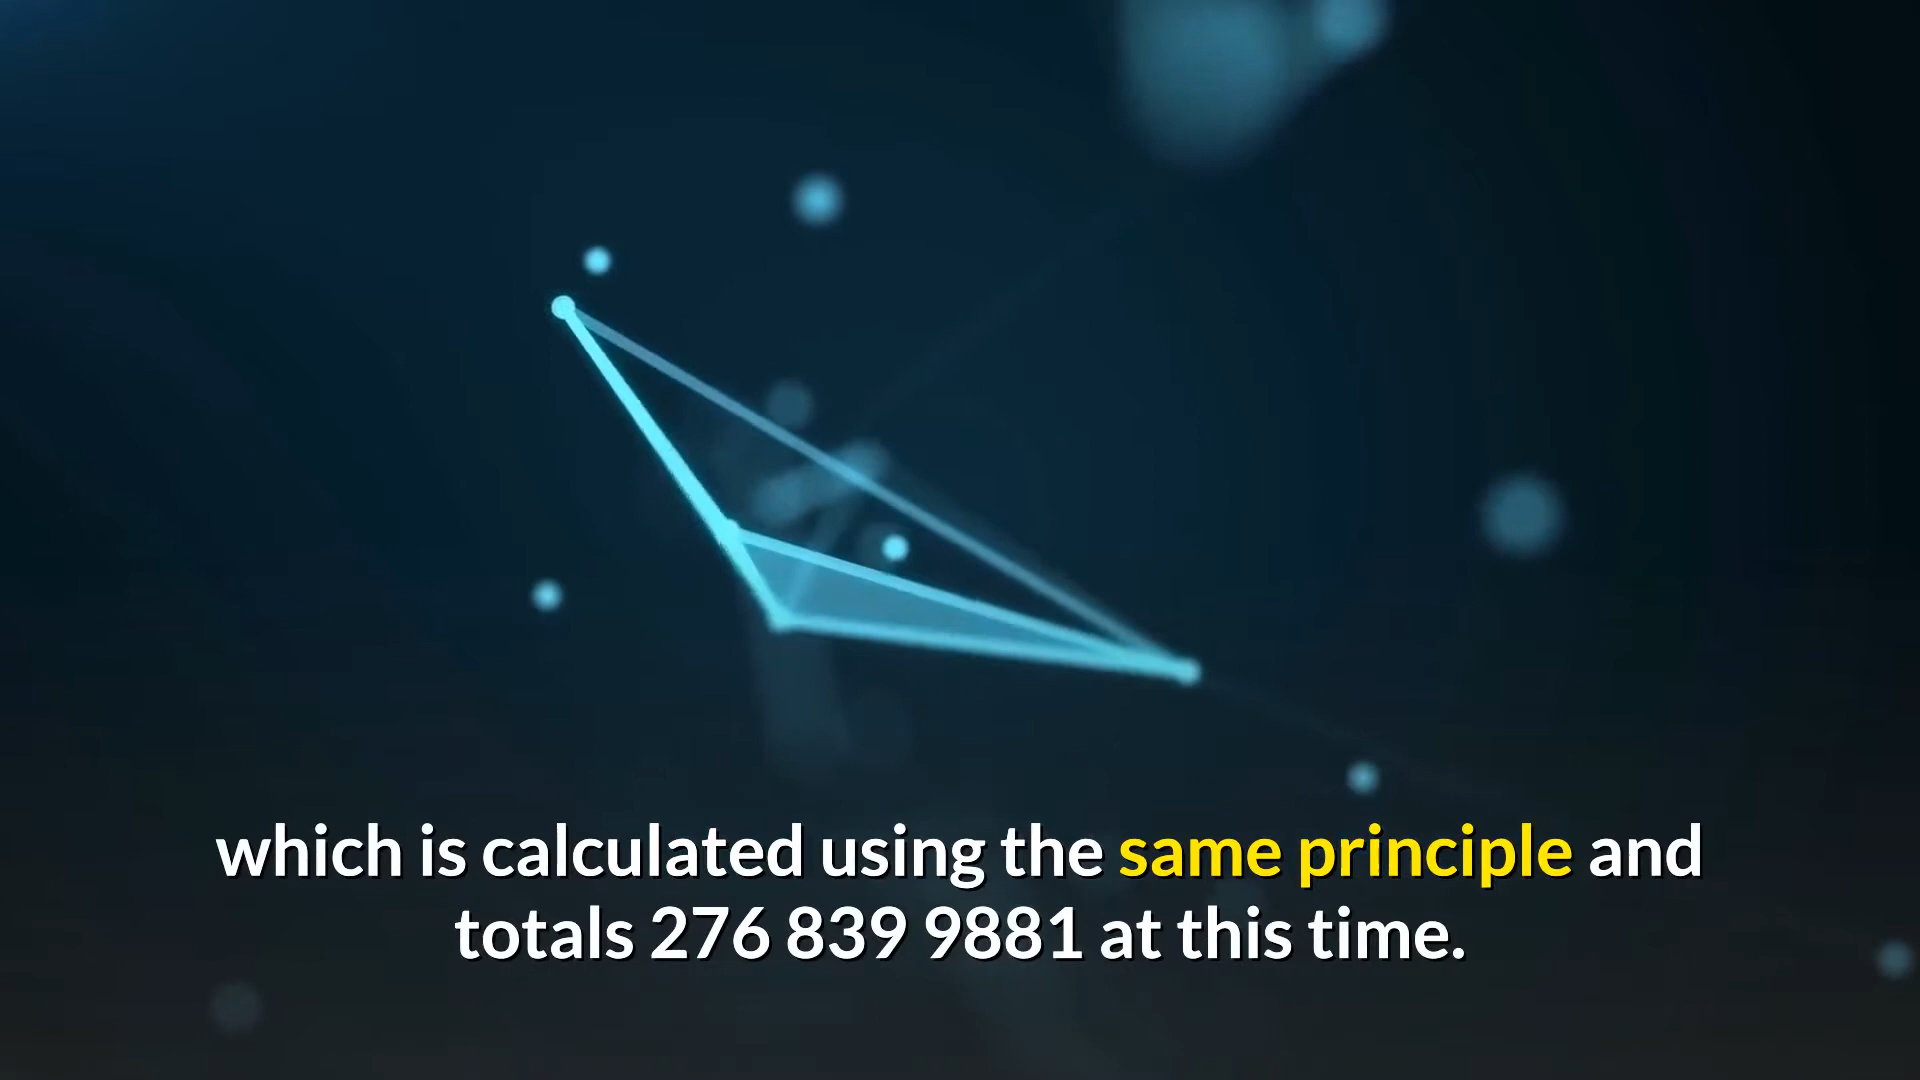 which is calculated using the same principle and
totals 276 839 9881 at this time.